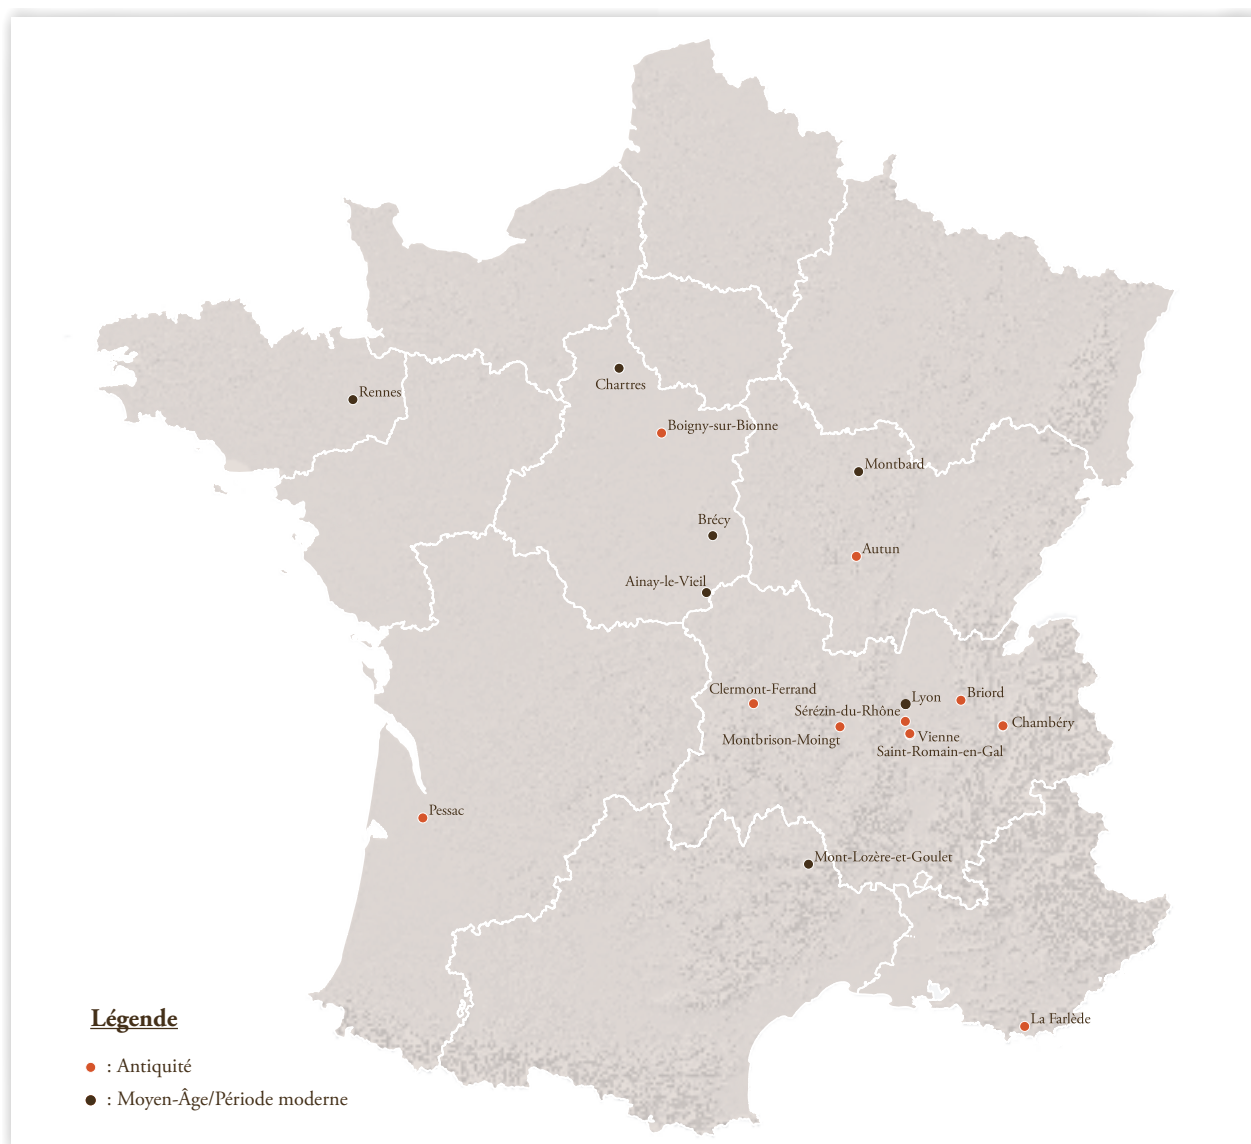 Chartres
Rennes
Boigny-sur-Bionne
Montbard
Brécy
Autun
Ainay-le-Vieil
Clermont-Ferrand
Lyon
Briord
Sérézin-du-Rhône
Chambéry
Montbrison-Moingt
Vienne
Saint-Romain-en-Gal
Pessac
Mont-Lozère-et-Goulet
La Farlède
Légende
: Antiquité
: Moyen-Âge/Période moderne